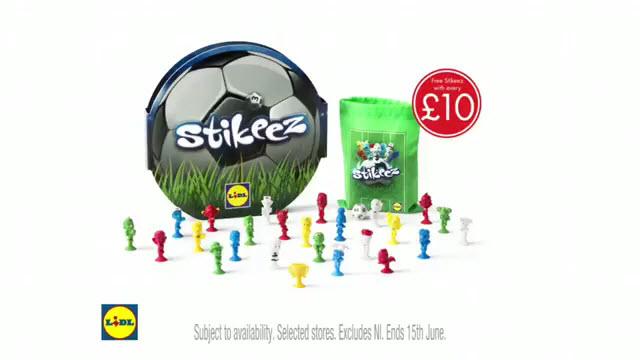 Stikeez
LIDL
Stikeez
Free Stikeez
with every
£10
LIDL
Subject to availability. Selected stores. Excludes NI. Ends 15th June.